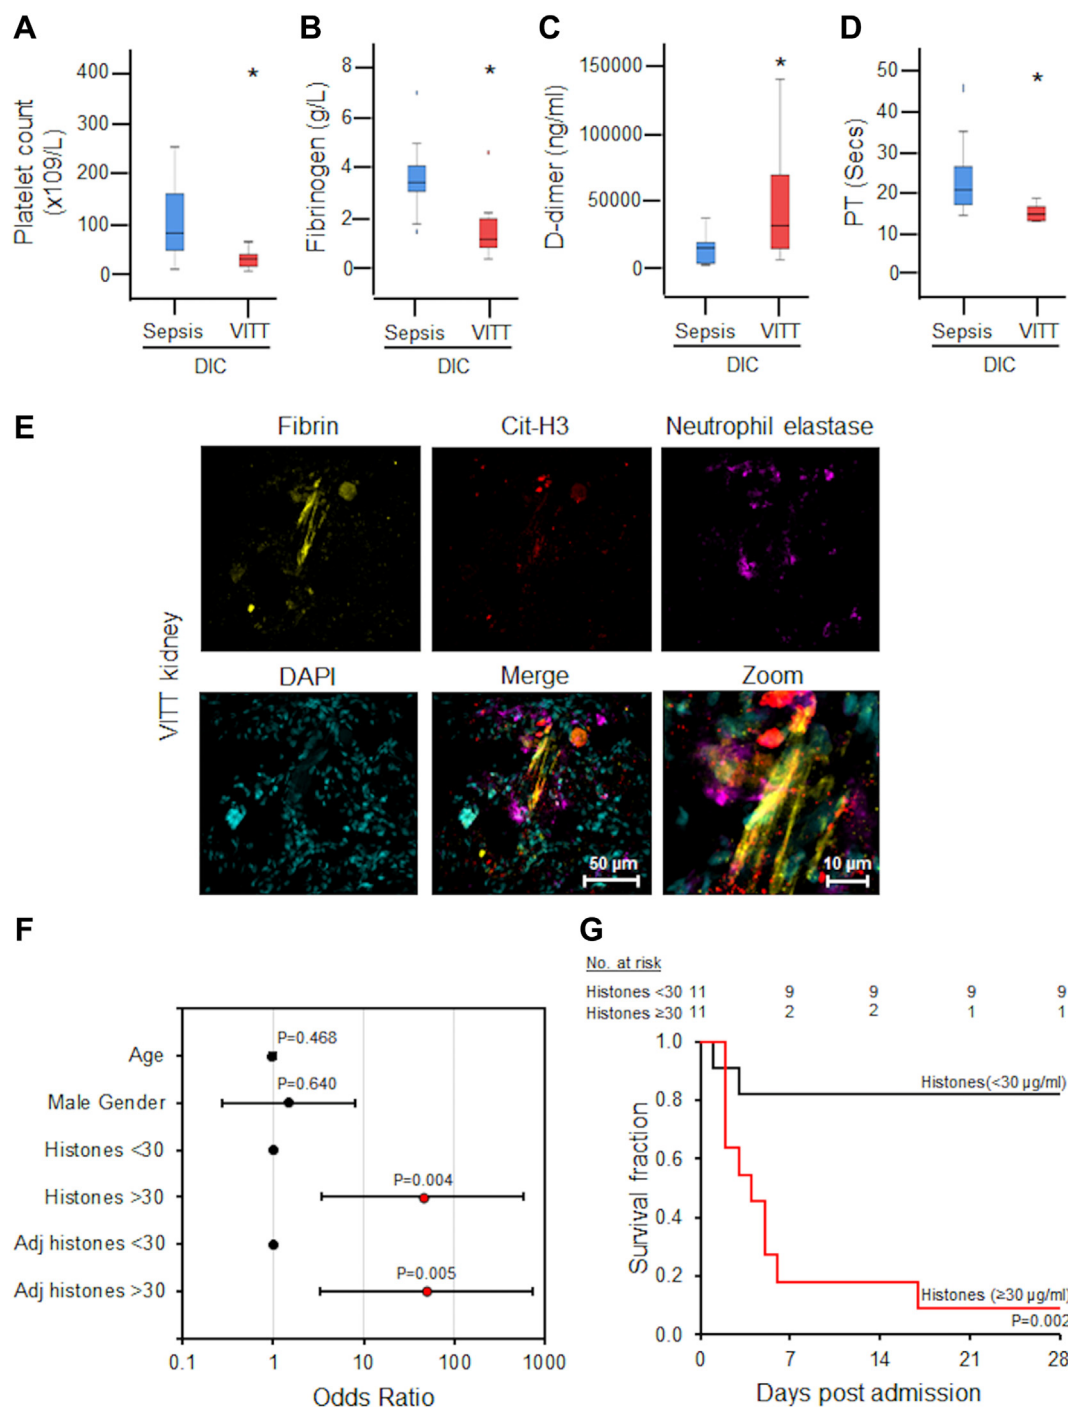 A
B
C
D
Platelet count
(x109/L)
400
300
200
100
0
*
Sepsis VITT
DIC
Fibrinogen (g/L)
8
6
4
2
0
*
Sepsis VITT
DIC
D-dimer (ng/ml)
150000
100000
50000
0
*
Sepsis VITT
DIC
PT (Secs)
50
40
30
20
10
0
*
Sepsis VITT
DIC
E
Fibrin
Cit-H3
Neutrophil elastase
VITT kidney
DAPI
Merge
Zoom
50 µm
10 µm
F
Age
Male Gender
Histones <30
Histones >30
Adj histones <30
Adj histones >30
P=0.468
P=0.640
P=0.004
P=0.005
0.1 1 10 100 1000
Odds Ratio
G
No. at risk
Histones <30 11 9 9 9 9
Histones ≥30 11 2 2 1 1
Survival fraction
1.0
0.8
0.6
0.4
0.2
0.0
Histones(<30 µg/ml)
Histones (≥30 µg/ml)
P=0.002
0 7 14 21 28
Days post admission